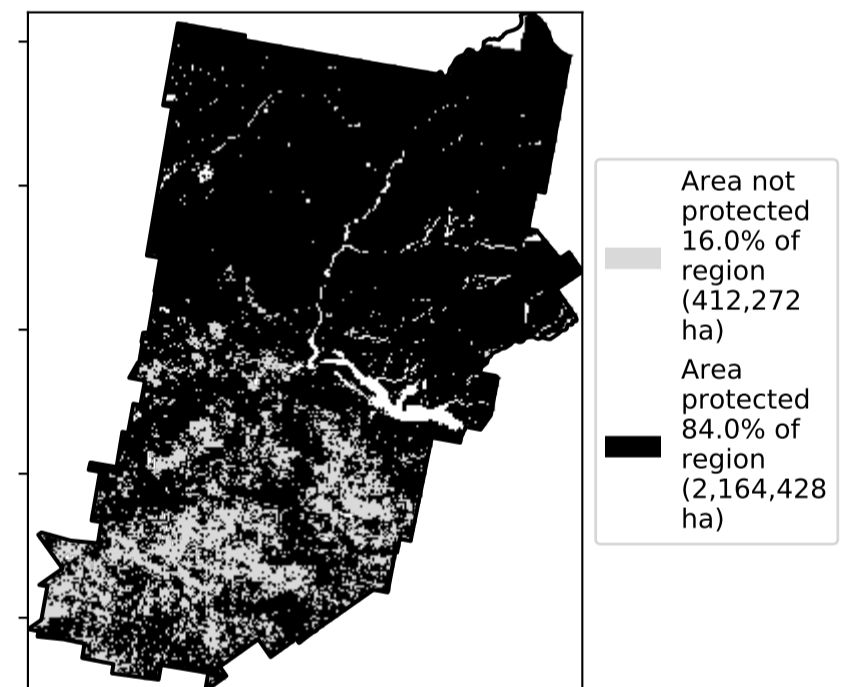 Area not
protected
16.0% of
region
(412,272
ha)
Area
protected
84.0% of
region
(2,164,428
ha)